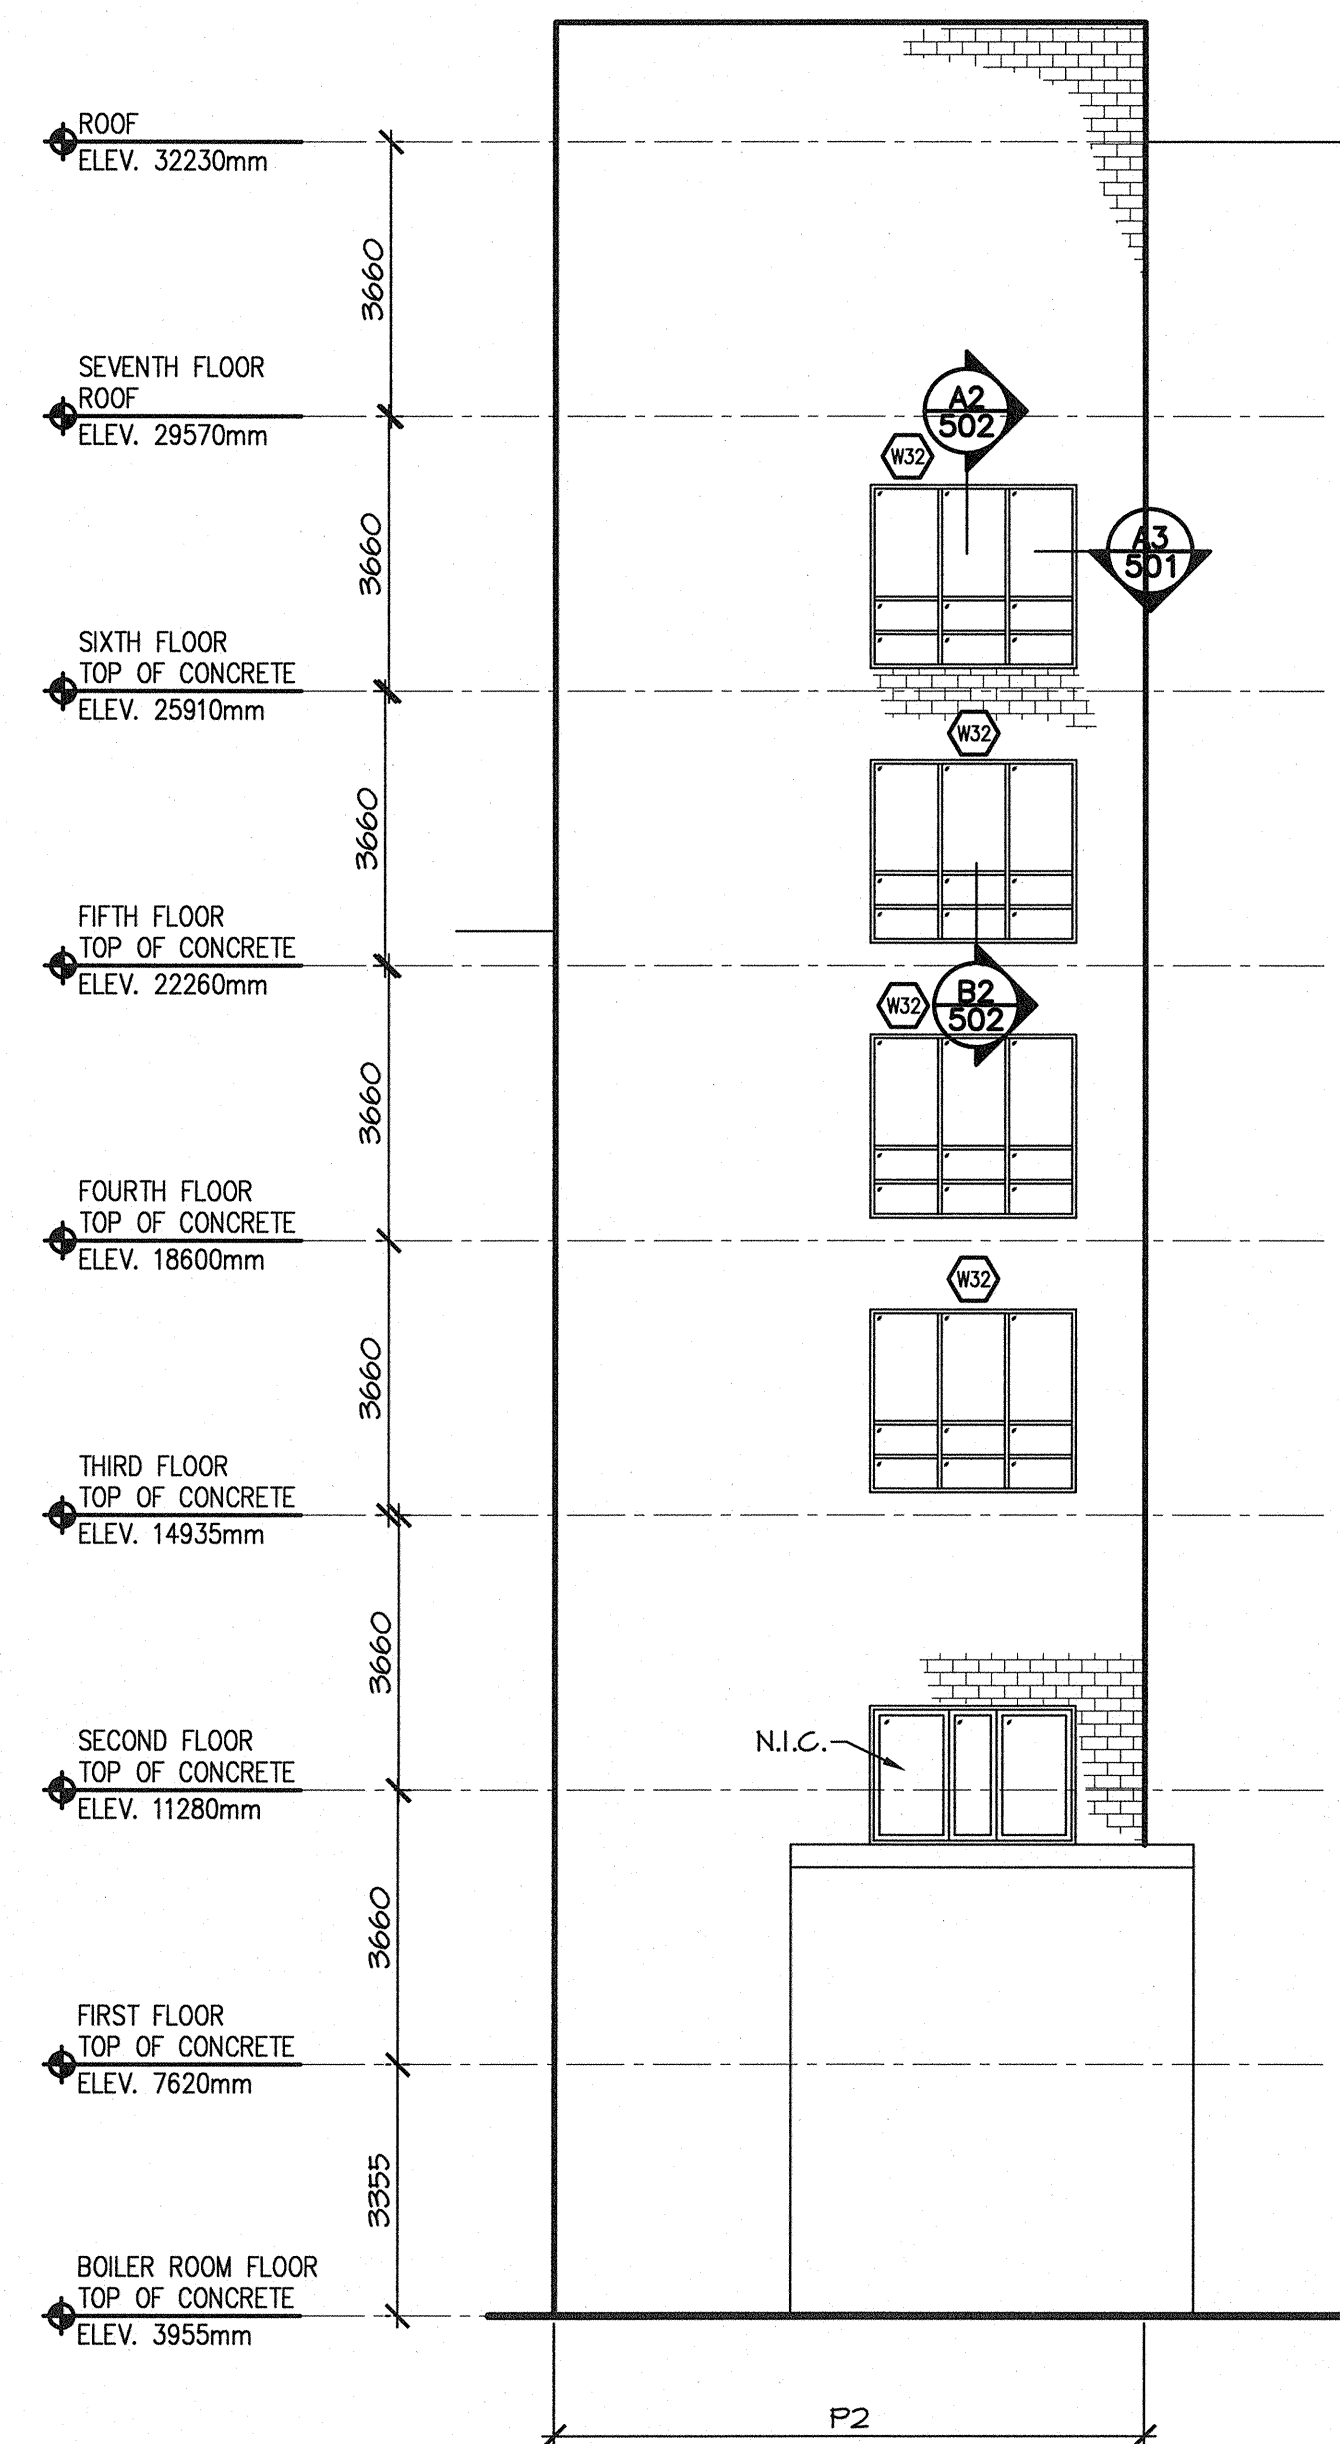 ROOF
ELEV. 32230mm
3660
SEVENTH FLOOR
ROOF
ELEV. 29570mm
A2
502
W32
3660
A3
501
SIXTH FLOOR
TOP OF CONCRETE
ELEV. 25910mm
W32
3660
FIFTH FLOOR
TOP OF CONCRETE
ELEV. 22260mm
W32
B2
502
3660
FOURTH FLOOR
TOP OF CONCRETE
ELEV. 18600mm
W32
3660
THIRD FLOOR
TOP OF CONCRETE
ELEV. 14935mm
3660
SECOND FLOOR
TOP OF CONCRETE
ELEV. 11280mm
N.I.C.
3660
FIRST FLOOR
TOP OF CONCRETE
ELEV. 7620mm
3355
BOILER ROOM FLOOR
TOP OF CONCRETE
ELEV. 3955mm
P2